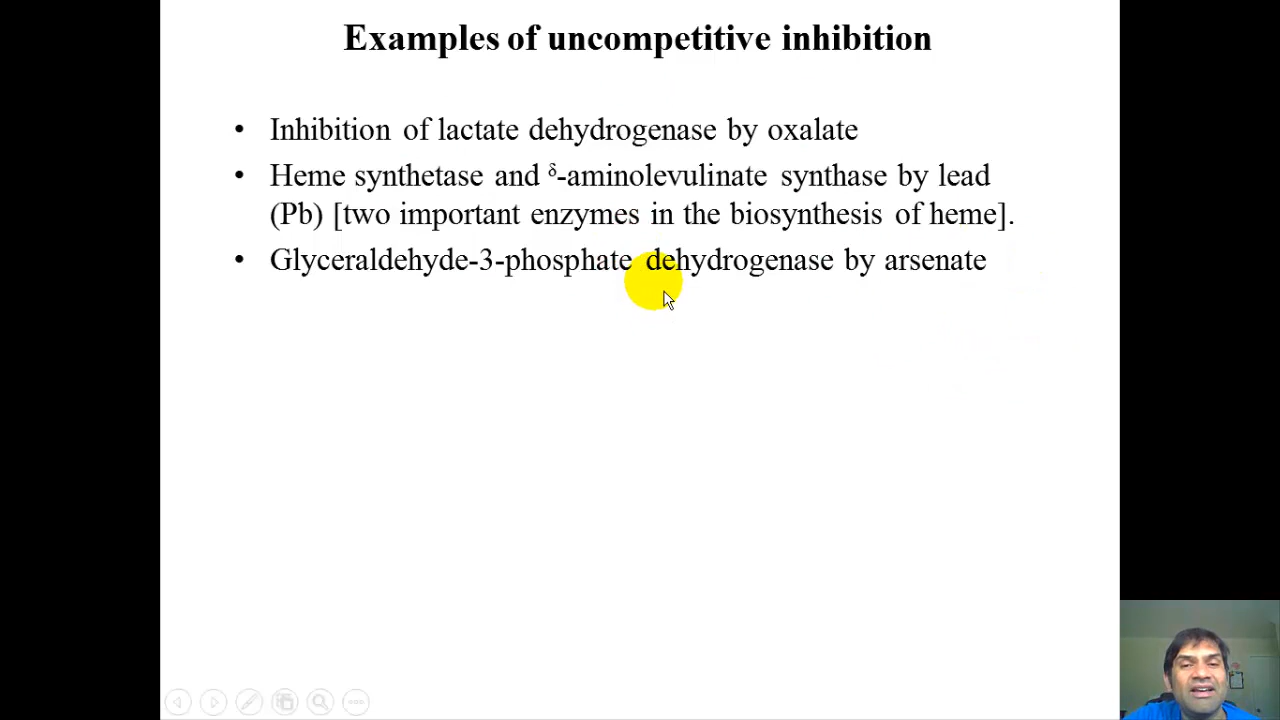 Examples of uncompetitive inhibition
• Inhibition of lactate dehydrogenase by oxalate
• Heme synthetase and δ-aminolevulinate synthase by lead
(Pb) [two important enzymes in the biosynthesis of heme].
• Glyceraldehyde-3-phosphate dehydrogenase by arsenate